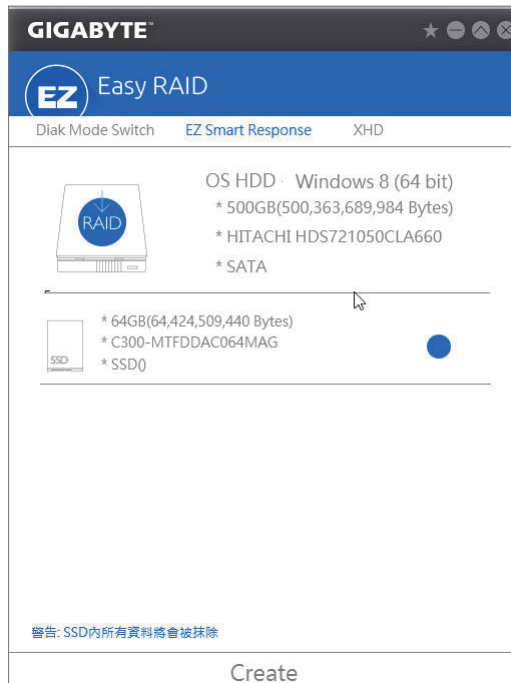 GIGABYTE™
EZ Easy RAID
Diak Mode Switch EZ Smart Response XHD
OS HDD · Windows 8 (64 bit)
* 500GB(500,363,689,984 Bytes)
RAID
* HITACHI HDS721050CLA660
* SATA
* 64GB(64,424,509,440 Bytes)
* C300-MTFDDAC064MAG
SSD
* SSD()
警告: SSD內所有資料將會被抹除
Create